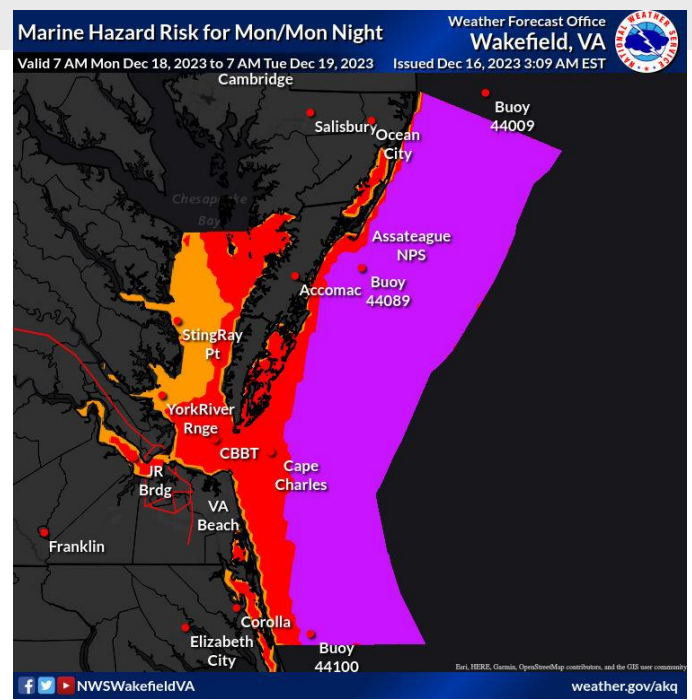 Marine Hazard Risk for Mon/Mon Night
Weather Forecast Office
Wakefield, VA
Valid 7 AM Mon Dec 18, 2023 to 7 AM Tue Dec 19, 2023
Issued Dec 16, 2023 3:09 AM EST
NATIONAL WEATHER SERVICE
Cambridge
Buoy
44009
Salisbury
Ocean
City
Chesapeake
Bay
Assateague
NPS
Accomac
Buoy
44089
StingRay
Pt
YorkRiver
Rnge
CBBT
Cape
Charles
JR
Brdg
VA
Beach
Franklin
Corolla
Elizabeth
City
Buoy
44100
Esri, HERE, Garmin, OpenStreetMap contributors, and the GIS user community
NWSWakefieldVA
weather.gov/akq